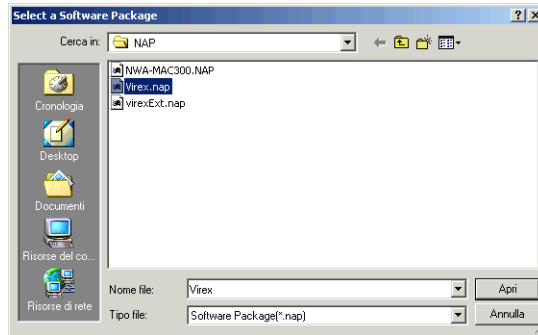 Select a Software Package
Cerca in:
NAP
NWA-MAC300.NAP
Virex.nap
virexExt.nap
Cronologia
Desktop
Documenti
Risorse del co...
Risorse di rete
Nome file:
Virex
Apri
Tipo file:
Software Package(*.nap)
Annulla